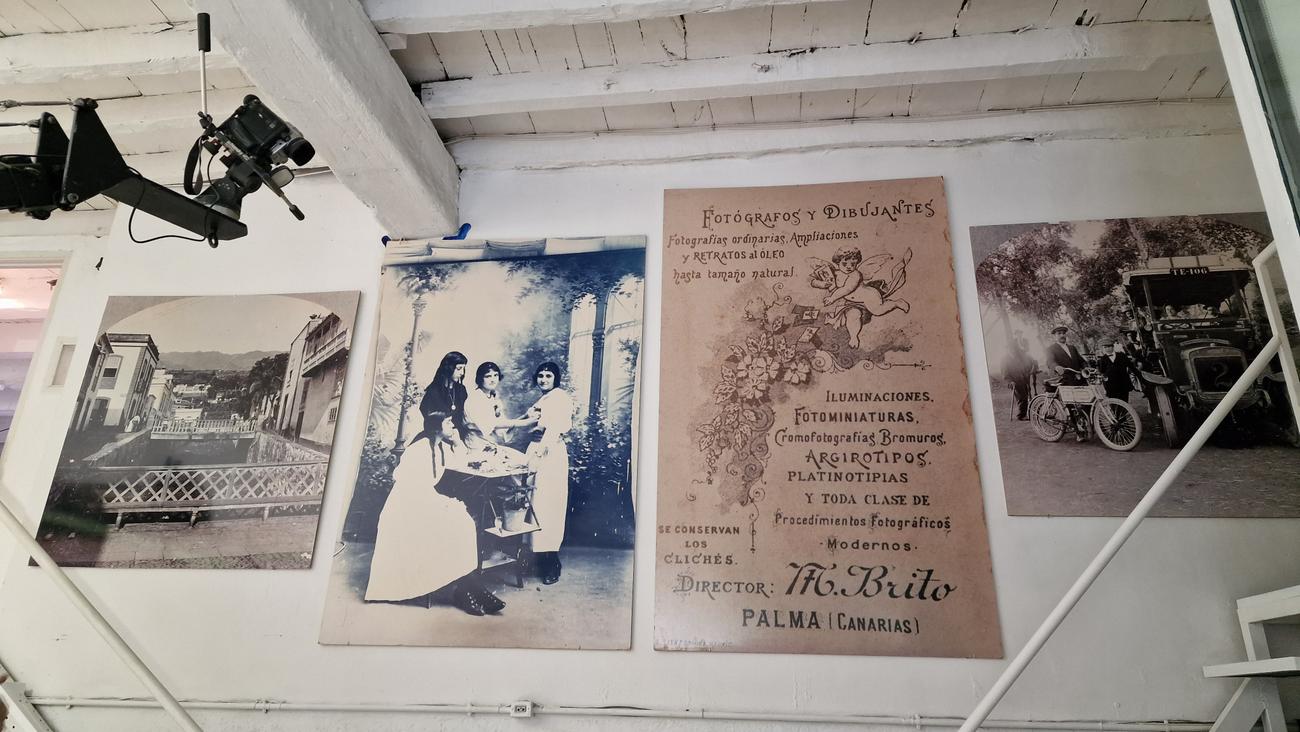 FOTÓGRAFOS Y DIBUJANTES
Fotografías ordinarias, Ampliaciones
y RETRATOS al ÓLEO
hasta tamaño natural.
ILUMINACIONES,
FOTOMINIATURAS,
Cromofotografías, Bromuros,
ARGIROTIPOS,
PLATINOTIPIAS
Y TODA CLASE DE
Procedimientos Fotográficos
·Modernos·
SE CONSERVAN
LOS
CLICHÉS.
DIRECTOR: M. Brito
PALMA (CANARIAS)
TE-106
2